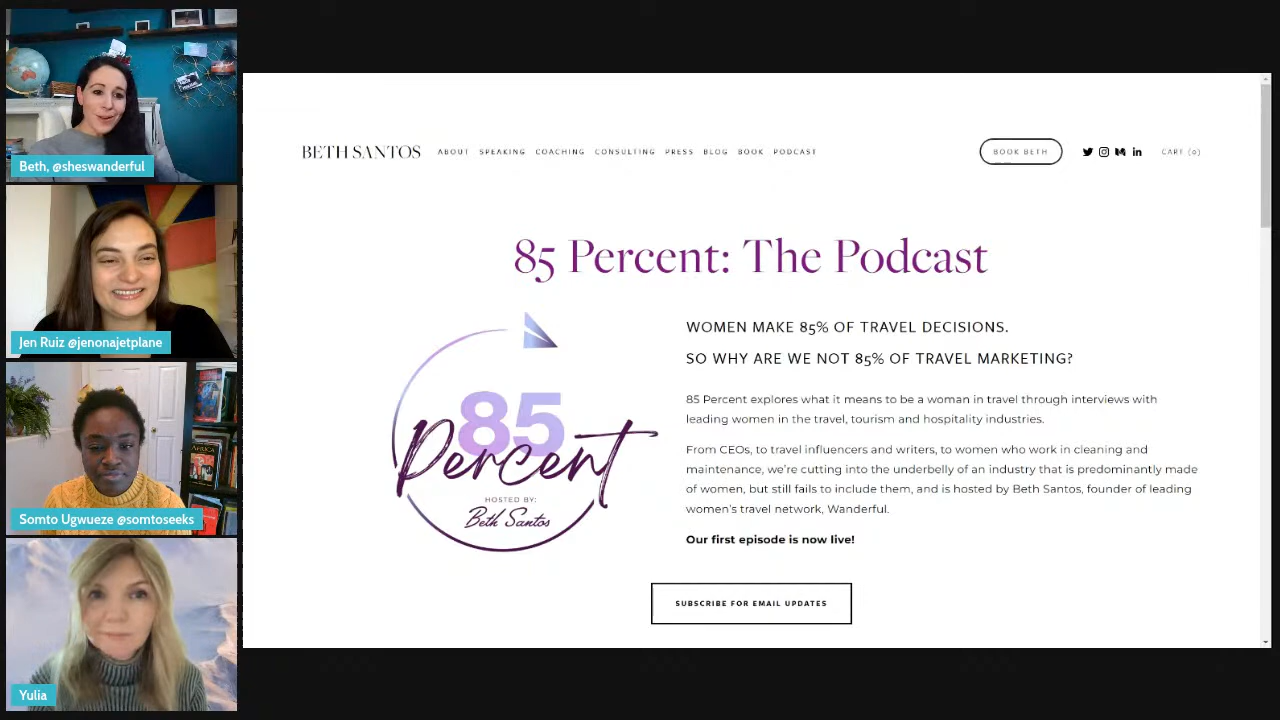 Beth, @sheswanderful
Jen Ruiz @jenonajetplane
AFRICA
Somto Ugwueze @somtoseeks
Yulia
BETH SANTOS
ABOUT SPEAKING COACHING CONSULTING PRESS BLOG BOOK PODCAST
BOOK BETH
CART (0)
85 Percent: The Podcast
85
Percent
HOSTED BY:
Beth Santos
WOMEN MAKE 85% OF TRAVEL DECISIONS.
SO WHY ARE WE NOT 85% OF TRAVEL MARKETING?
85 Percent explores what it means to be a woman in travel through interviews with
leading women in the travel, tourism and hospitality industries.
From CEOs, to travel influencers and writers, to women who work in cleaning and
maintenance, we're cutting into the underbelly of an industry that is predominantly made
of women, but still fails to include them, and is hosted by Beth Santos, founder of leading
women's travel network, Wanderful.
Our first episode is now live!
SUBSCRIBE FOR EMAIL UPDATES